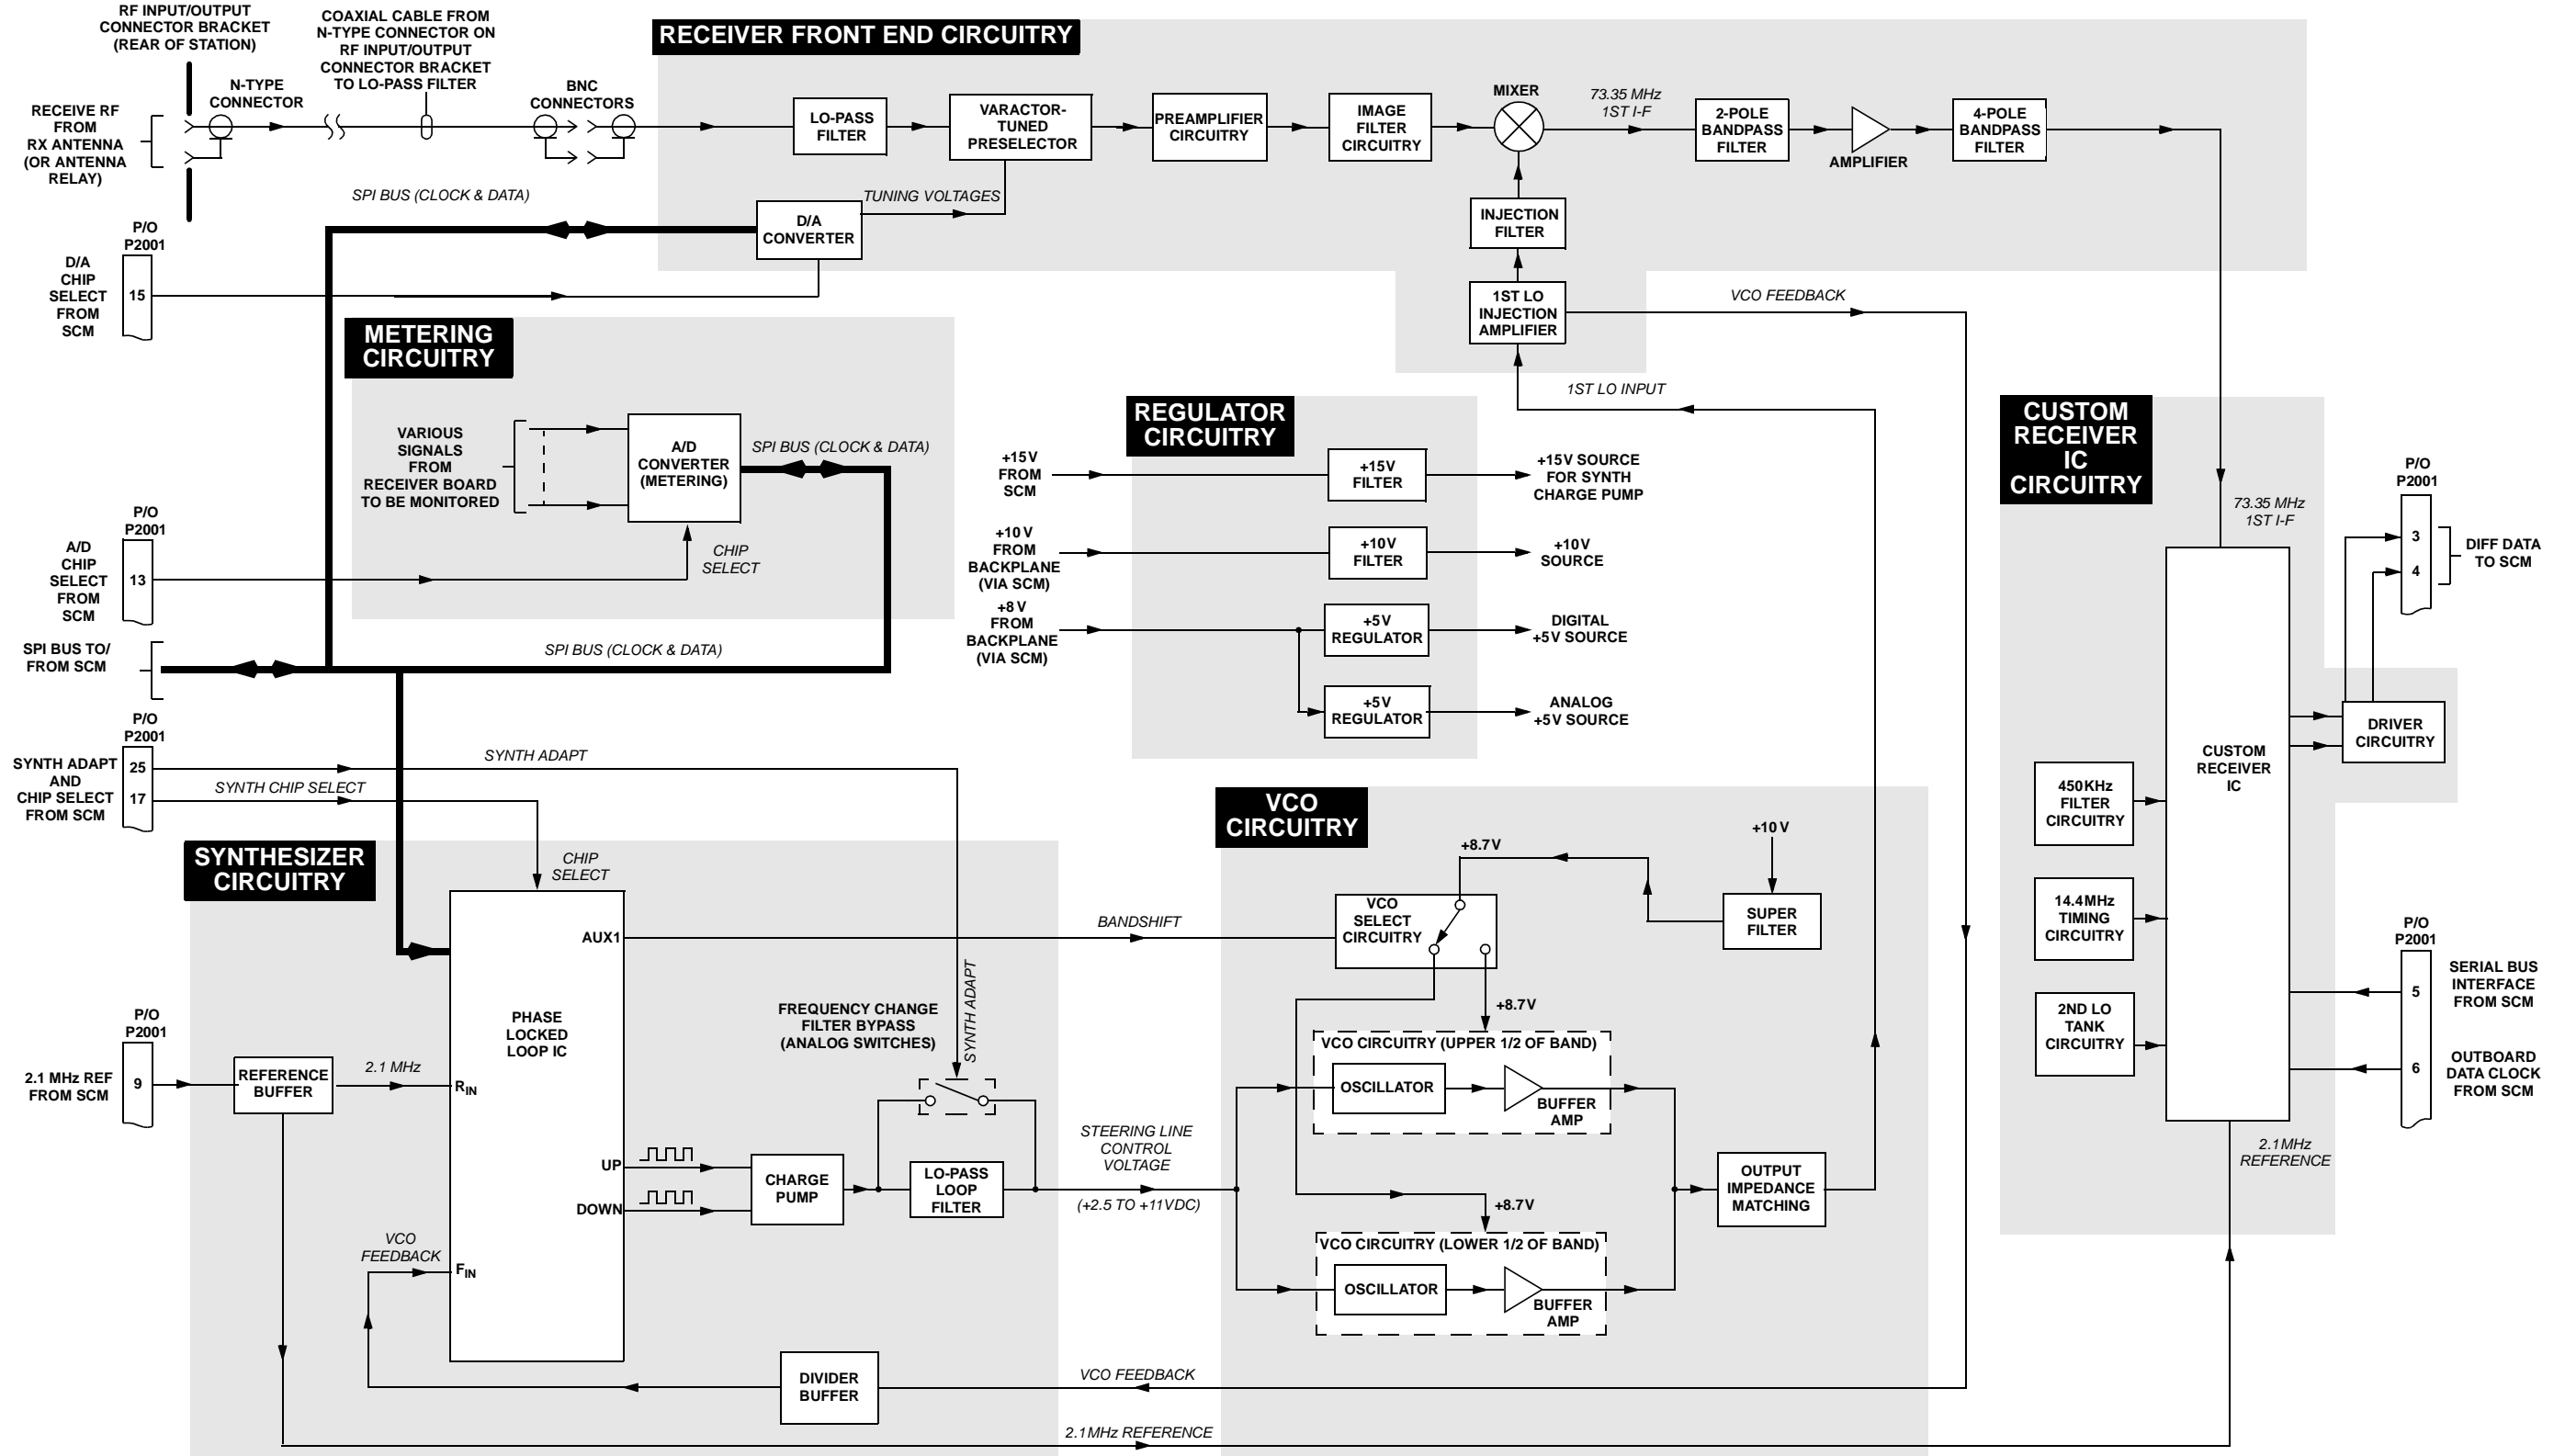 RF INPUT/OUTPUT
CONNECTOR BRACKET
(REAR OF STATION)
COAXIAL CABLE FROM
N-TYPE CONNECTOR ON
RF INPUT/OUTPUT
CONNECTOR BRACKET
TO LO-PASS FILTER
N-TYPE
CONNECTOR
BNC
CONNECTORS
RECEIVE RF
FROM
RX ANTENNA
(OR ANTENNA
RELAY)
RECEIVER FRONT END CIRCUITRY
LO-PASS
FILTER
VARACTOR-
TUNED
PRESELECTOR
PREAMPLIFIER
CIRCUITRY
IMAGE
FILTER
CIRCUITRY
MIXER
73.35 MHz
1ST I-F
2-POLE
BANDPASS
FILTER
AMPLIFIER
4-POLE
BANDPASS
FILTER
SPI BUS (CLOCK & DATA)
TUNING VOLTAGES
D/A
CONVERTER
INJECTION
FILTER
1ST LO
INJECTION
AMPLIFIER
VCO FEEDBACK
1ST LO INPUT
P/O
P2001
D/A
CHIP
SELECT
FROM
SCM
15
METERING
CIRCUITRY
VARIOUS
SIGNALS
FROM
RECEIVER BOARD
TO BE MONITORED
A/D
CONVERTER
(METERING)
SPI BUS (CLOCK & DATA)
CHIP
SELECT
P/O
P2001
A/D
CHIP
SELECT
FROM
SCM
13
SPI BUS TO/
FROM SCM
SPI BUS (CLOCK & DATA)
REGULATOR
CIRCUITRY
+15V
FROM
SCM
+15V
FILTER
+15V SOURCE
FOR SYNTH
CHARGE PUMP
+10V
FROM
BACKPLANE
(VIA SCM)
+10V
FILTER
+10V
SOURCE
+8V
FROM
BACKPLANE
(VIA SCM)
+5V
REGULATOR
DIGITAL
+5V SOURCE
+5V
REGULATOR
ANALOG
+5V SOURCE
CUSTOM
RECEIVER
IC
CIRCUITRY
73.35 MHz
1ST I-F
P/O
P2001
3
4
DIFF DATA
TO SCM
CUSTOM
RECEIVER
IC
DRIVER
CIRCUITRY
450KHz
FILTER
CIRCUITRY
14.4MHz
TIMING
CIRCUITRY
2ND LO
TANK
CIRCUITRY
P/O
P2001
5
6
SERIAL BUS
INTERFACE
FROM SCM
OUTBOARD
DATA CLOCK
FROM SCM
2.1MHz
REFERENCE
P/O
P2001
SYNTH ADAPT
AND
CHIP SELECT
FROM SCM
25
17
SYNTH ADAPT
SYNTH CHIP SELECT
SYNTHESIZER
CIRCUITRY
CHIP
SELECT
AUX1
BANDSHIFT
PHASE
LOCKED
LOOP IC
P/O
P2001
2.1 MHz REF
FROM SCM
9
REFERENCE
BUFFER
2.1 MHz
RIN
FREQUENCY CHANGE
FILTER BYPASS
(ANALOG SWITCHES)
SYNTH ADAPT
UP
DOWN
CHARGE
PUMP
LO-PASS
LOOP
FILTER
STEERING LINE
CONTROL
VOLTAGE
(+2.5 TO +11VDC)
VCO
FEEDBACK
FIN
DIVIDER
BUFFER
VCO FEEDBACK
2.1MHz REFERENCE
VCO
CIRCUITRY
+8.7V
+10V
VCO
SELECT
CIRCUITRY
SUPER
FILTER
+8.7V
VCO CIRCUITRY (UPPER 1/2 OF BAND)
OSCILLATOR
BUFFER
AMP
+8.7V
VCO CIRCUITRY (LOWER 1/2 OF BAND)
OSCILLATOR
BUFFER
AMP
OUTPUT
IMPEDANCE
MATCHING